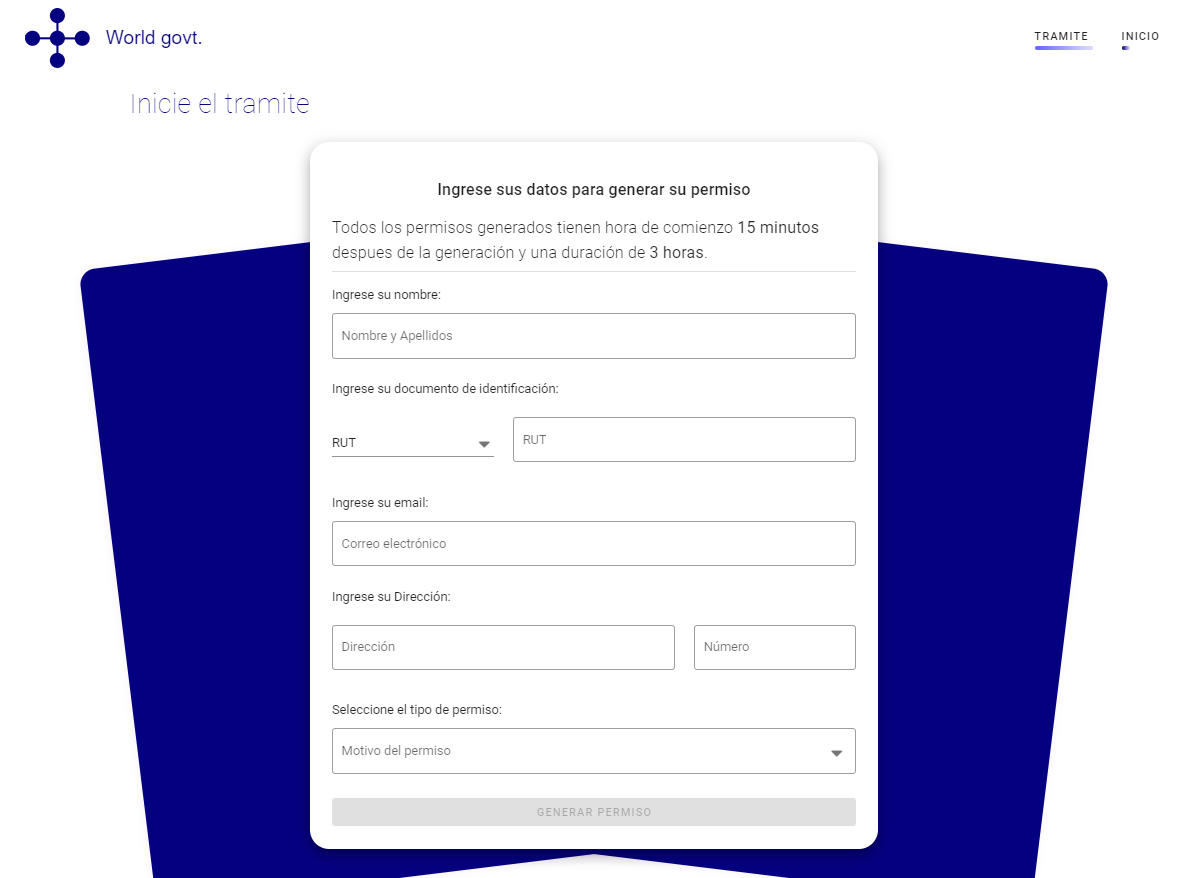 World govt.
TRAMITE
INICIO
Inicie el tramite
Ingrese sus datos para generar su permiso
Todos los permisos generados tienen hora de comienzo 15 minutos
despues de la generación y una duración de 3 horas.
Ingrese su nombre:
Nombre y Apellidos
Ingrese su documento de identificación:
RUT
RUT
Ingrese su email:
Correo electrónico
Ingrese su Dirección:
Dirección
Número
Seleccione el tipo de permiso:
Motivo del permiso
GENERAR PERMISO